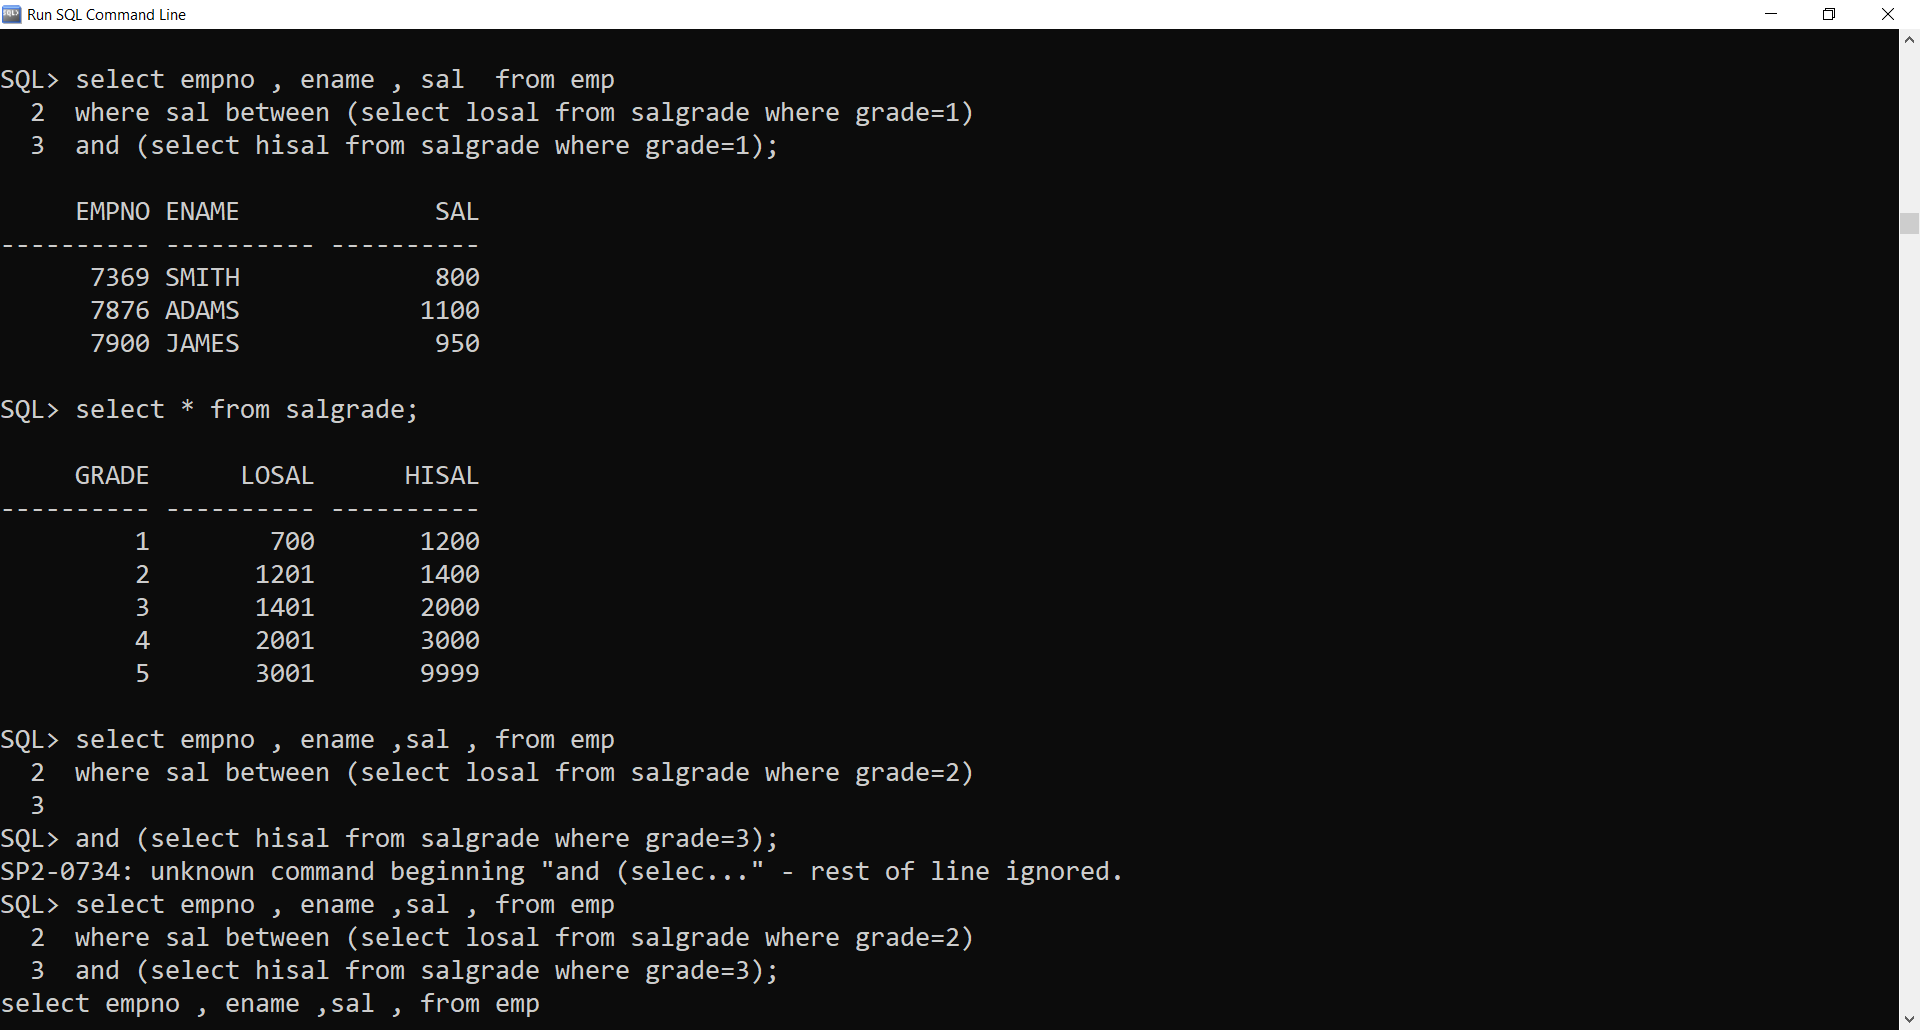 Run SQL Command Line
SQL> select empno , ename , sal  from emp
  2  where sal between (select losal from salgrade where grade=1)
  3  and (select hisal from salgrade where grade=1);
     EMPNO ENAME             SAL
---------- ---------- ----------
      7369 SMITH             800
      7876 ADAMS            1100
      7900 JAMES             950
SQL> select * from salgrade;
     GRADE      LOSAL      HISAL
---------- ---------- ----------
         1        700       1200
         2       1201       1400
         3       1401       2000
         4       2001       3000
         5       3001       9999
SQL> select empno , ename ,sal , from emp
  2  where sal between (select losal from salgrade where grade=2)
  3
SQL> and (select hisal from salgrade where grade=3);
SP2-0734: unknown command beginning "and (selec..." - rest of line ignored.
SQL> select empno , ename ,sal , from emp
  2  where sal between (select losal from salgrade where grade=2)
  3  and (select hisal from salgrade where grade=3);
select empno , ename ,sal , from emp